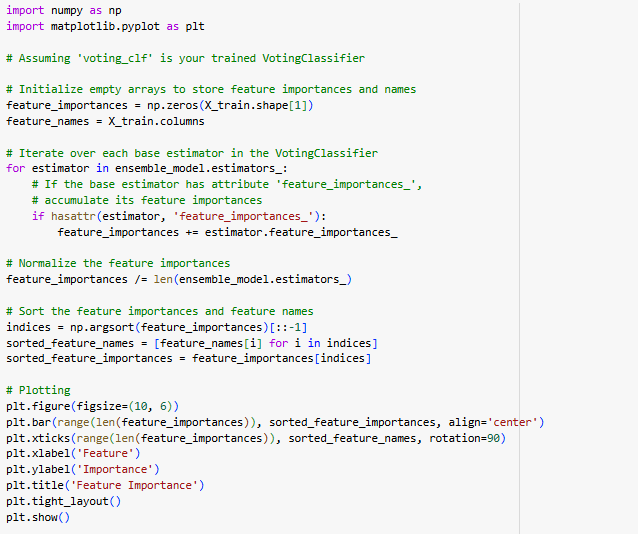 import numpy as np
import matplotlib.pyplot as plt
# Assuming 'voting_clf' is your trained VotingClassifier
# Initialize empty arrays to store feature importances and names
feature_importances = np.zeros(X_train.shape[1])
feature_names = X_train.columns
# Iterate over each base estimator in the VotingClassifier
for estimator in ensemble_model.estimators_:
    # If the base estimator has attribute 'feature_importances_',
    # accumulate its feature importances
    if hasattr(estimator, 'feature_importances_'):
        feature_importances += estimator.feature_importances_
# Normalize the feature importances
feature_importances /= len(ensemble_model.estimators_)
# Sort the feature importances and feature names
indices = np.argsort(feature_importances)[::-1]
sorted_feature_names = [feature_names[i] for i in indices]
sorted_feature_importances = feature_importances[indices]
# Plotting
plt.figure(figsize=(10, 6))
plt.bar(range(len(feature_importances)), sorted_feature_importances, align='center')
plt.xticks(range(len(feature_importances)), sorted_feature_names, rotation=90)
plt.xlabel('Feature')
plt.ylabel('Importance')
plt.title('Feature Importance')
plt.tight_layout()
plt.show()